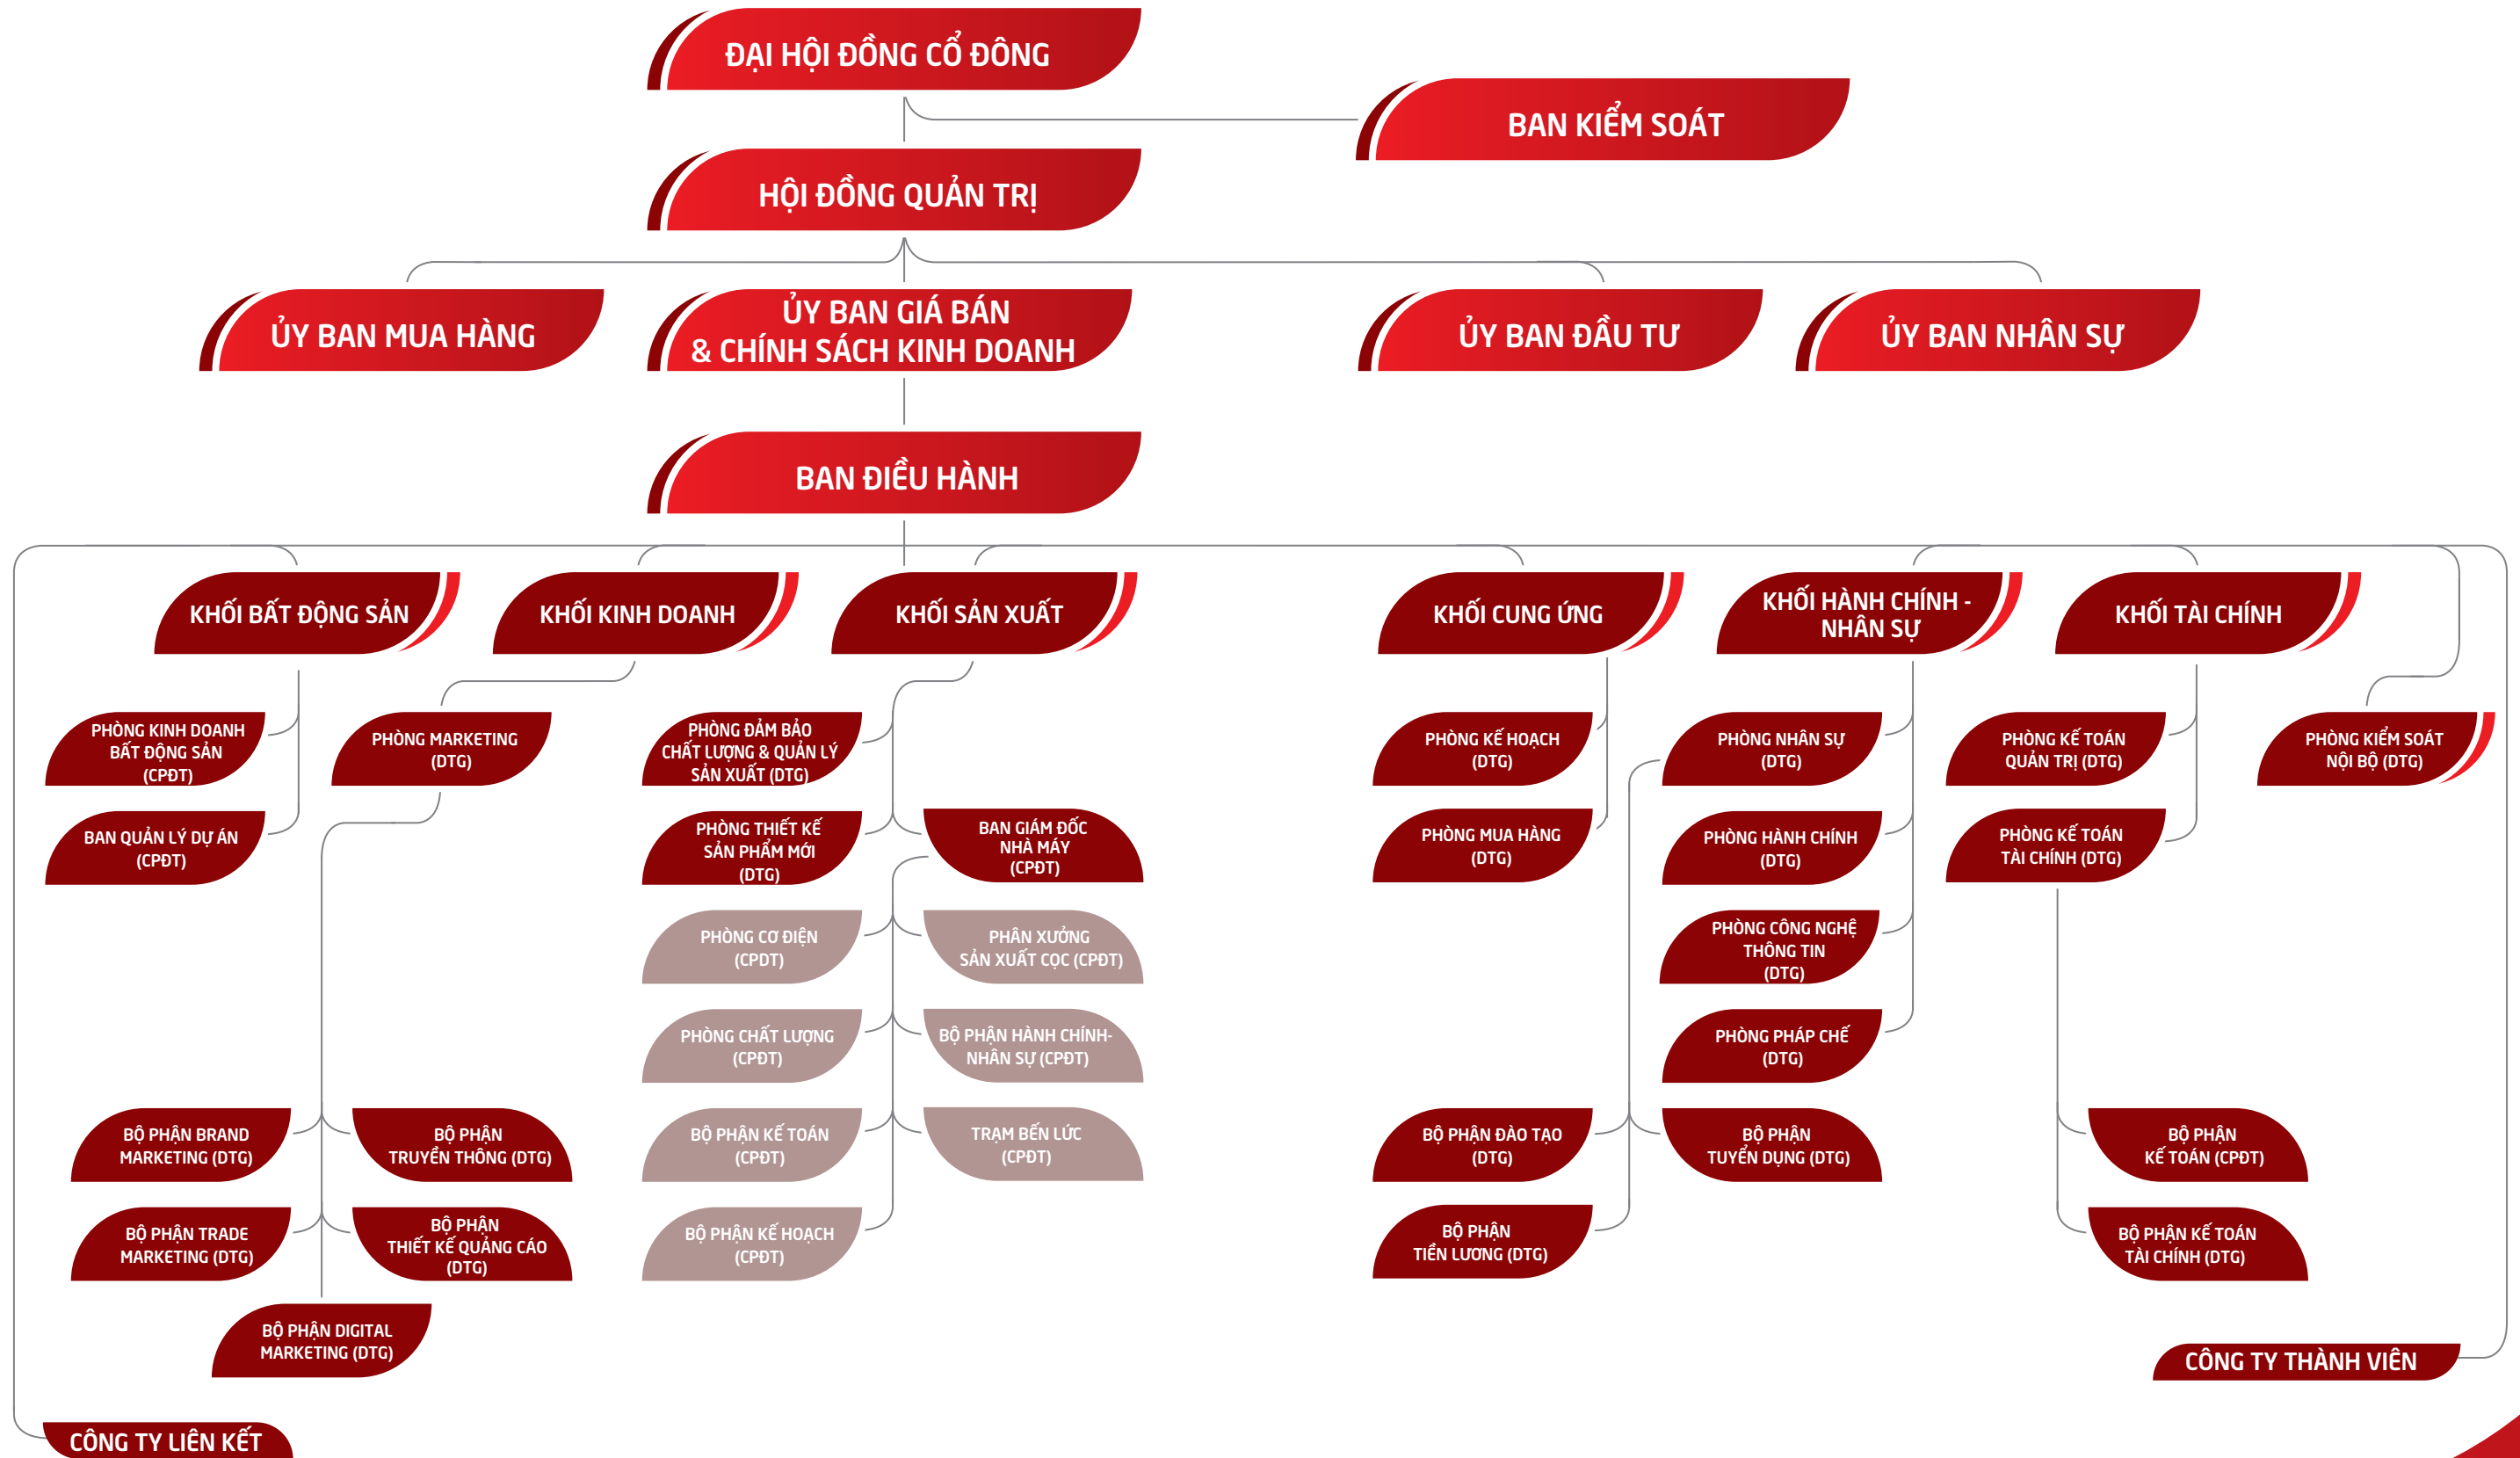 ĐẠI HỘI ĐỒNG CỔ ĐÔNG
BAN KIỂM SOÁT
HỘI ĐỒNG QUẢN TRỊ
ỦY BAN MUA HÀNG
ỦY BAN GIÁ BÁN
& CHÍNH SÁCH KINH DOANH
ỦY BAN ĐẦU TƯ
ỦY BAN NHÂN SỰ
BAN ĐIỀU HÀNH
KHỐI BẤT ĐỘNG SẢN
KHỐI KINH DOANH
KHỐI SẢN XUẤT
KHỐI CUNG ỨNG
KHỐI HÀNH CHÍNH -
NHÂN SỰ
KHỐI TÀI CHÍNH
PHÒNG KINH DOANH
BẤT ĐỘNG SẢN
(CPĐT)
PHÒNG MARKETING
(DTG)
PHÒNG ĐẢM BẢO
CHẤT LƯỢNG & QUẢN LÝ
SẢN XUẤT (DTG)
PHÒNG KẾ HOẠCH
(DTG)
PHÒNG NHÂN SỰ
(DTG)
PHÒNG KẾ TOÁN
QUẢN TRỊ (DTG)
PHÒNG KIỂM SOÁT
NỘI BỘ (DTG)
BAN QUẢN LÝ DỰ ÁN
(CPĐT)
PHÒNG THIẾT KẾ
SẢN PHẨM MỚI
(DTG)
BAN GIÁM ĐỐC
NHÀ MÁY
(CPĐT)
PHÒNG MUA HÀNG
(DTG)
PHÒNG HÀNH CHÍNH
(DTG)
PHÒNG KẾ TOÁN
TÀI CHÍNH (DTG)
PHÒNG CƠ ĐIỆN
(CPDT)
PHÂN XƯỞNG
SẢN XUẤT CỌC (CPĐT)
PHÒNG CÔNG NGHỆ
THÔNG TIN
(DTG)
PHÒNG CHẤT LƯỢNG
(CPĐT)
BỘ PHẬN HÀNH CHÍNH-
NHÂN SỰ (CPĐT)
PHÒNG PHÁP CHẾ
(DTG)
BỘ PHẬN BRAND
MARKETING (DTG)
BỘ PHẬN
TRUYỀN THÔNG (DTG)
BỘ PHẬN KẾ TOÁN
(CPĐT)
TRẠM BẾN LỨC
(CPĐT)
BỘ PHẬN ĐÀO TẠO
(DTG)
BỘ PHẬN
TUYỂN DỤNG (DTG)
BỘ PHẬN
KẾ TOÁN (CPĐT)
BỘ PHẬN TRADE
MARKETING (DTG)
BỘ PHẬN
THIẾT KẾ QUẢNG CÁO
(DTG)
BỘ PHẬN KẾ HOẠCH
(CPĐT)
BỘ PHẬN
TIỀN LƯƠNG (DTG)
BỘ PHẬN KẾ TOÁN
TÀI CHÍNH (DTG)
BỘ PHẬN DIGITAL
MARKETING (DTG)
CÔNG TY THÀNH VIÊN
CÔNG TY LIÊN KẾT